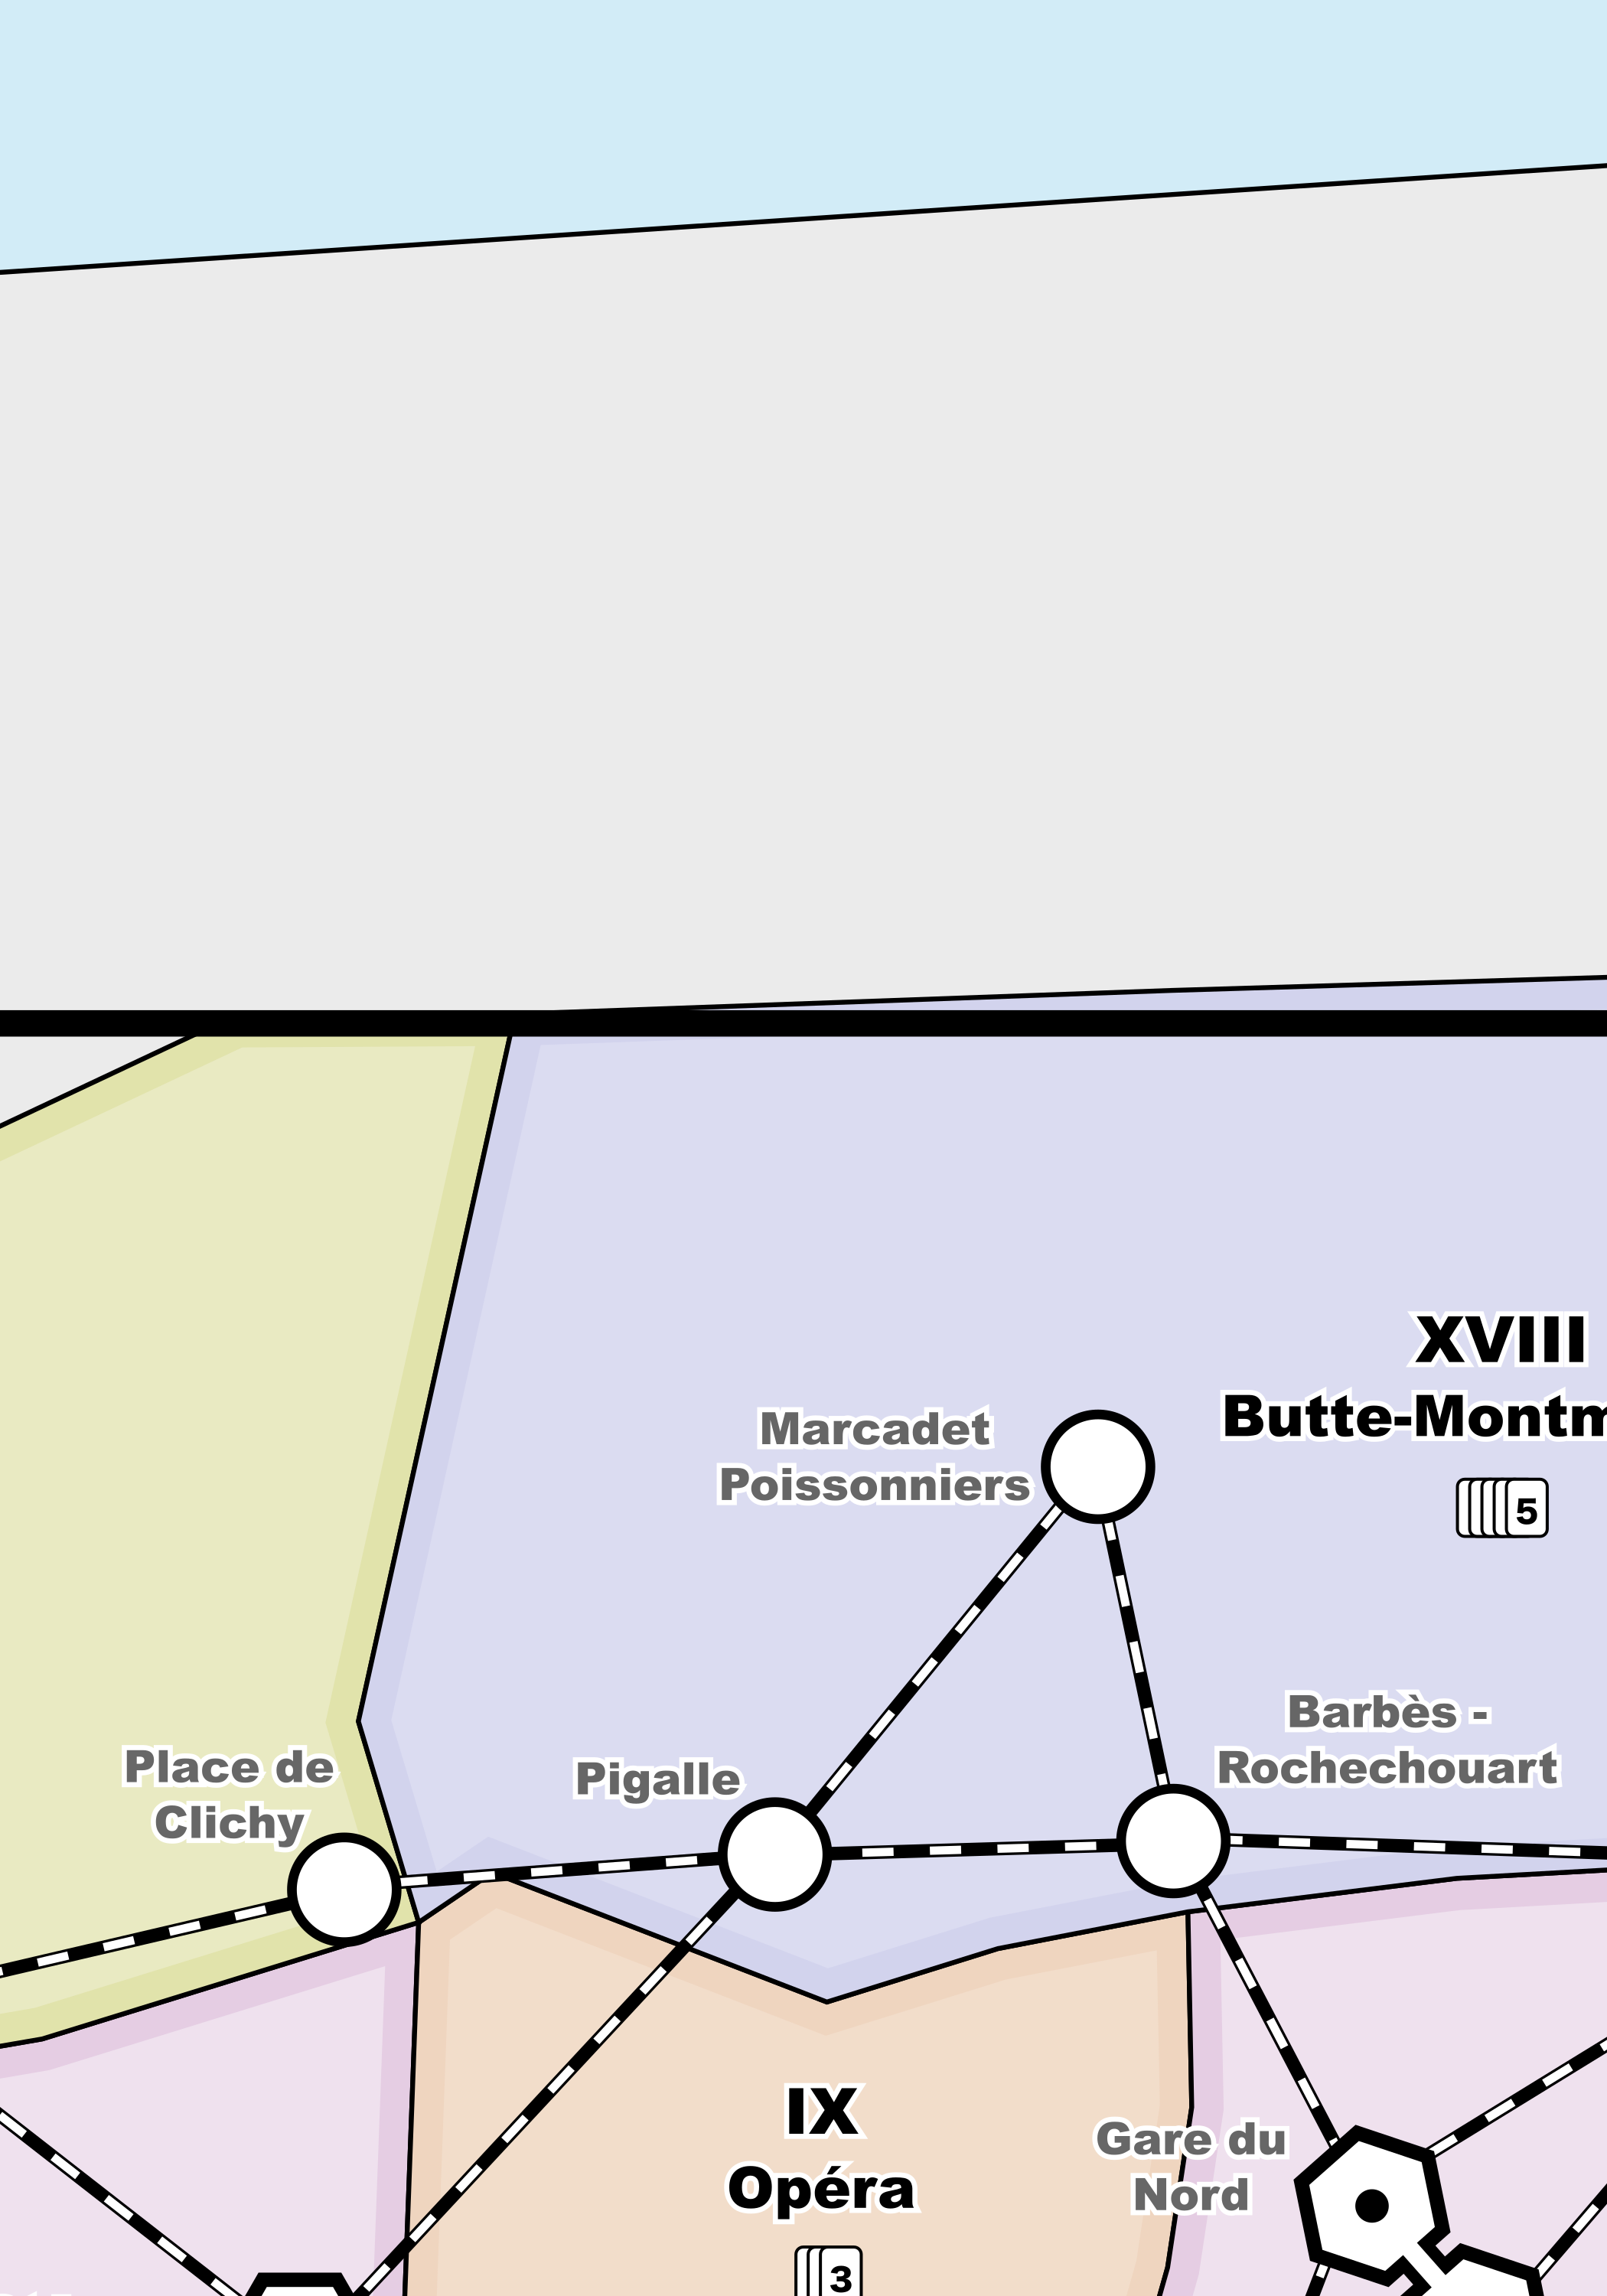 XVIII
Butte-Montm
5
Marcadet
Poissonniers
Barbès -
Rochechouart
Place de
Clichy
Pigalle
IX
Opéra
3
Gare du
Nord